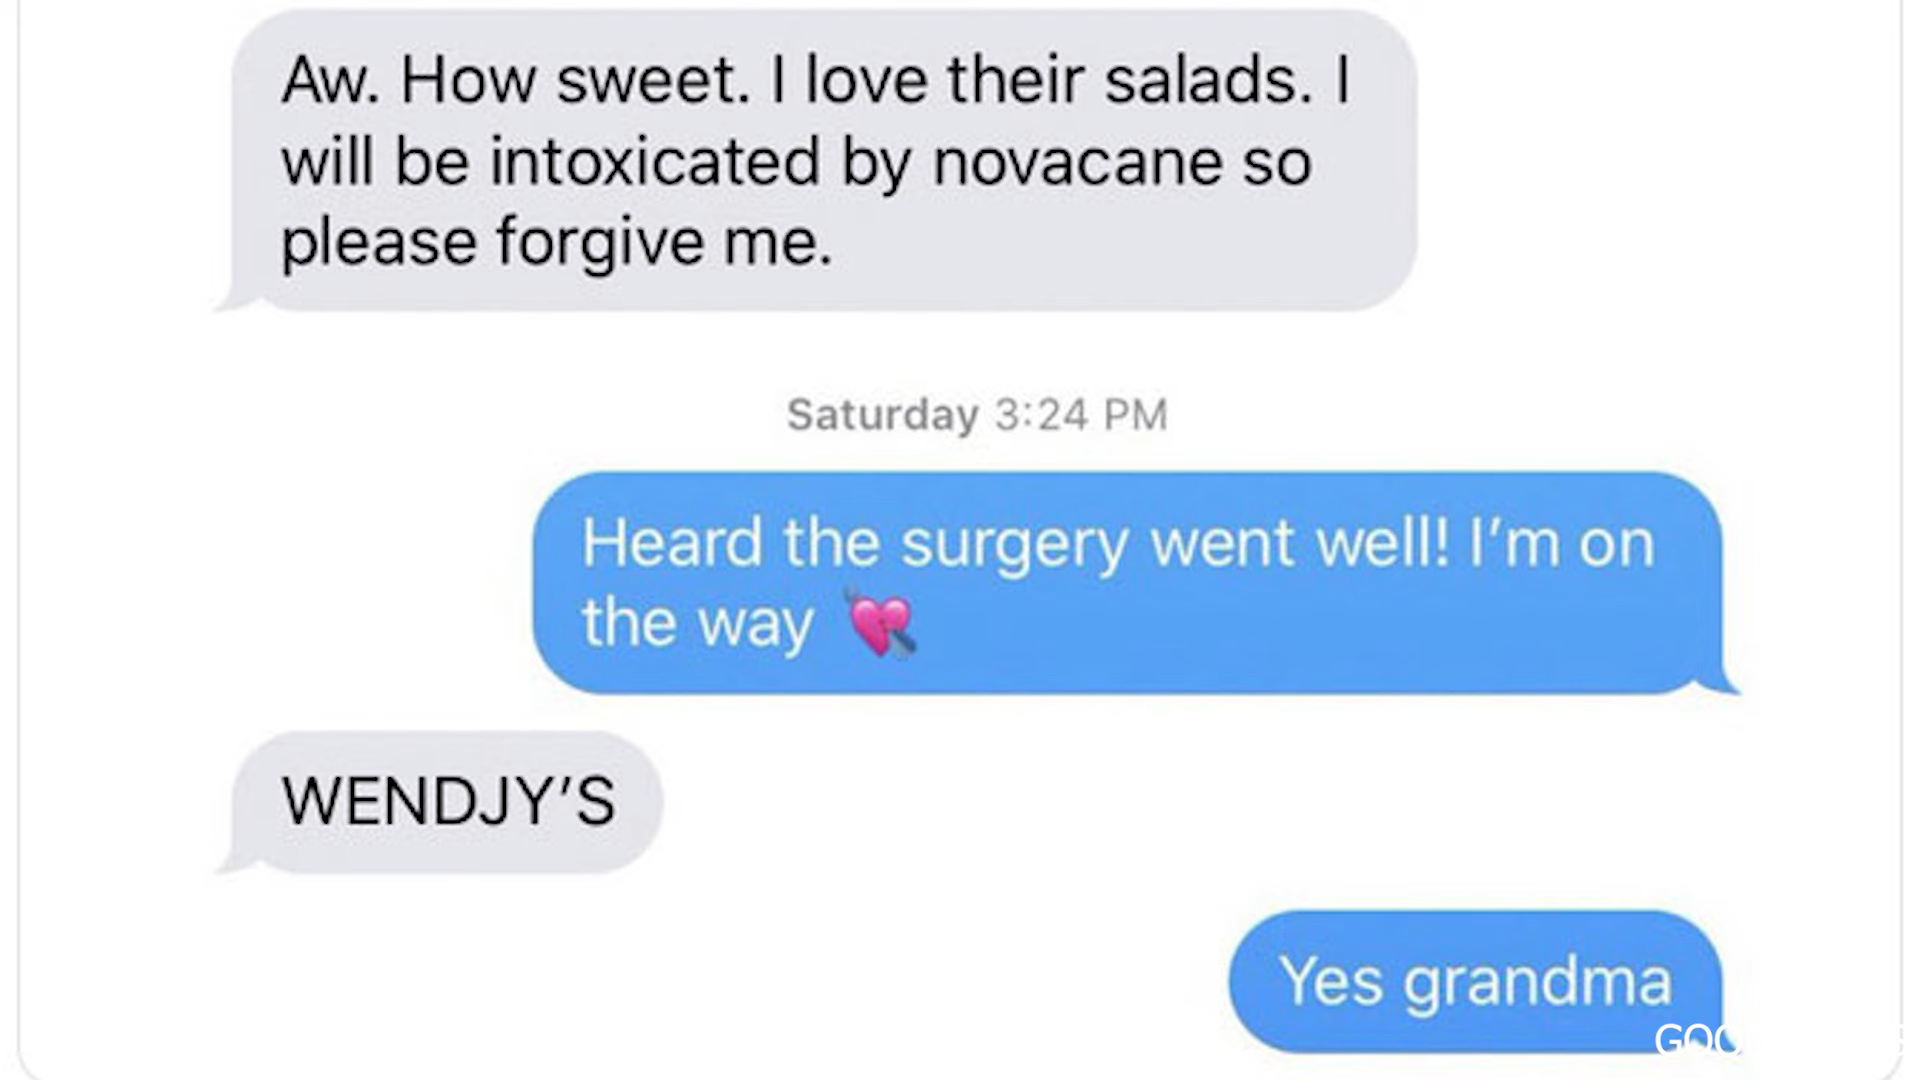 Aw. How sweet. I love their salads. I
will be intoxicated by novacane so
please forgive me.
Saturday 3:24 PM
Heard the surgery went well! I’m on
the way 💘
WENDJY’S
Yes grandma